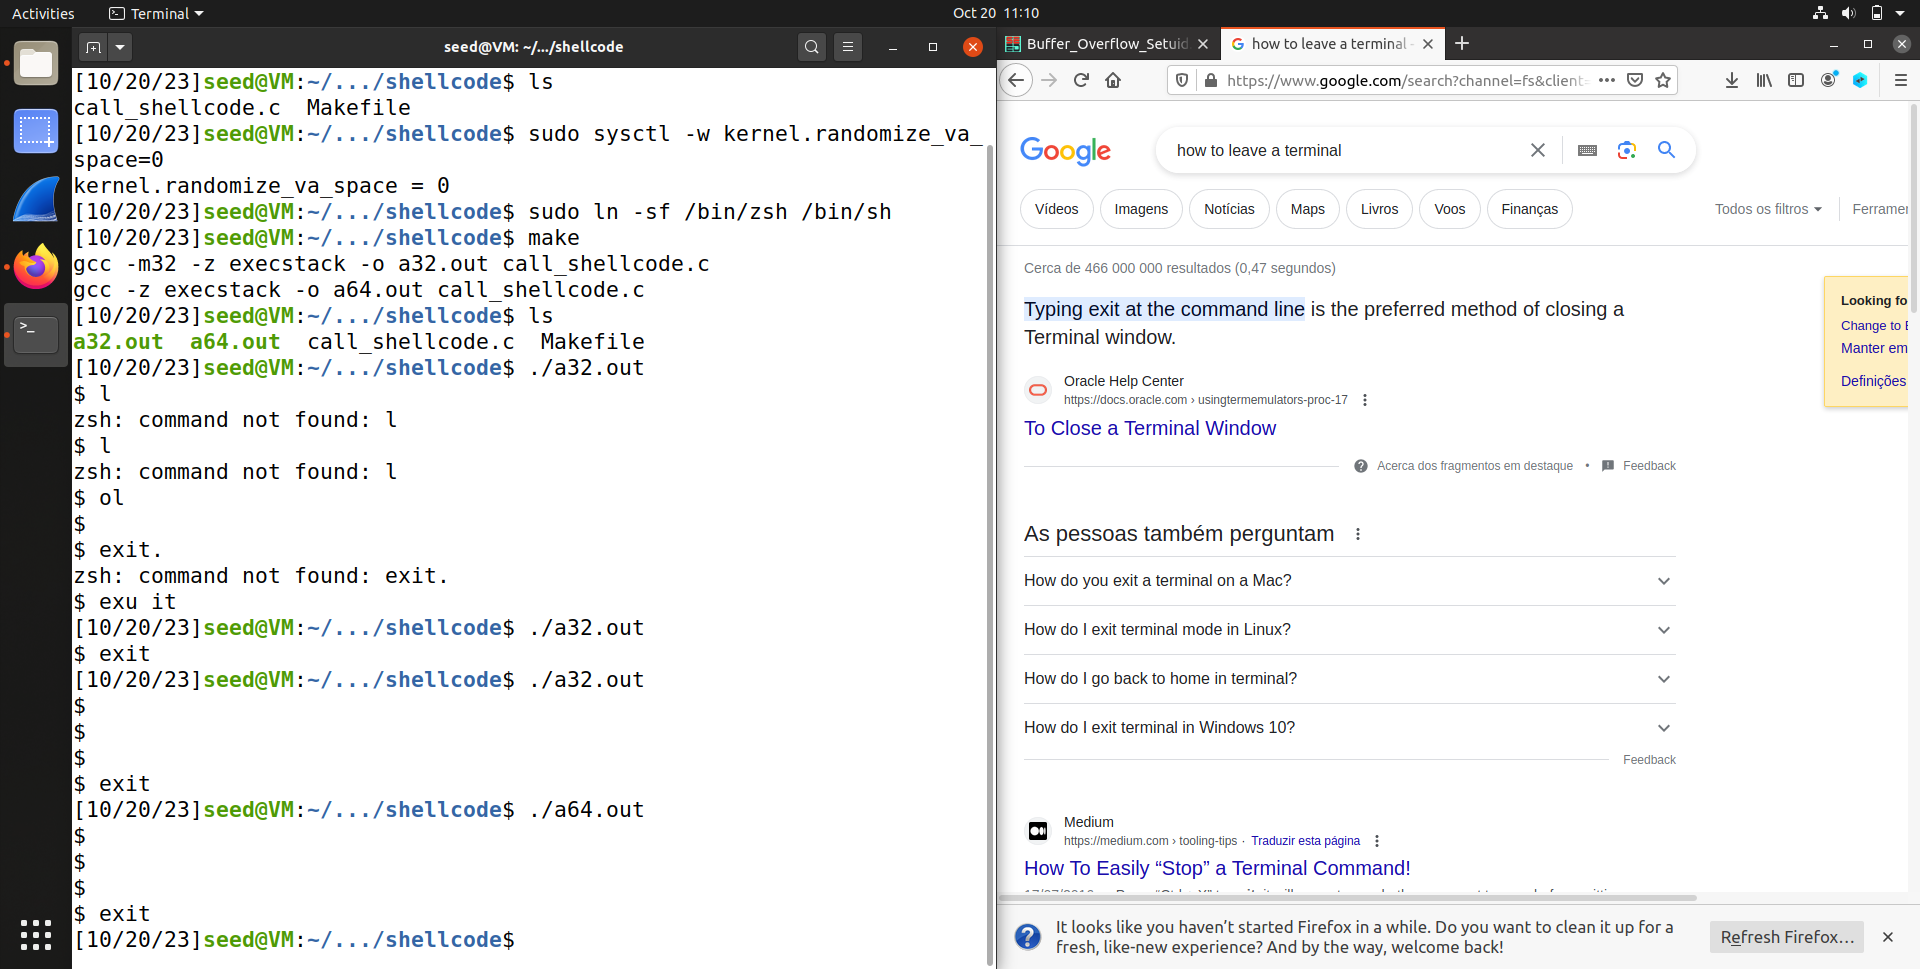 Activities
Terminal
Oct 20 11:10
seed@VM: ~/.../shellcode
[10/20/23]seed@VM:~/.../shellcode$ ls
call_shellcode.c  Makefile
[10/20/23]seed@VM:~/.../shellcode$ sudo sysctl -w kernel.randomize_va_
space=0
kernel.randomize_va_space = 0
[10/20/23]seed@VM:~/.../shellcode$ sudo ln -sf /bin/zsh /bin/sh
[10/20/23]seed@VM:~/.../shellcode$ make
gcc -m32 -z execstack -o a32.out call_shellcode.c
gcc -z execstack -o a64.out call_shellcode.c
[10/20/23]seed@VM:~/.../shellcode$ ls
a32.out  a64.out  call_shellcode.c  Makefile
[10/20/23]seed@VM:~/.../shellcode$ ./a32.out
$ l
zsh: command not found: l
$ l
zsh: command not found: l
$ ol
$
$ exit.
zsh: command not found: exit.
$ exu it
[10/20/23]seed@VM:~/.../shellcode$ ./a32.out
$ exit
[10/20/23]seed@VM:~/.../shellcode$ ./a32.out
$
$
$
$ exit
[10/20/23]seed@VM:~/.../shellcode$ ./a64.out
$
$
$
$ exit
[10/20/23]seed@VM:~/.../shellcode$
Buffer_Overflow_Setuid
how to leave a terminal -
https://www.google.com/search?channel=fs&client=
Google
how to leave a terminal
Vídeos
Imagens
Notícias
Maps
Livros
Voos
Finanças
Todos os filtros
Ferramen
Cerca de 466 000 000 resultados (0,47 segundos)
Typing exit at the command line is the preferred method of closing a
Terminal window.
Looking fo
Change to E
Manter em
Definições
Oracle Help Center
https://docs.oracle.com › usingtermemulators-proc-17
To Close a Terminal Window
Acerca dos fragmentos em destaque • Feedback
As pessoas também perguntam
How do you exit a terminal on a Mac?
How do I exit terminal mode in Linux?
How do I go back to home in terminal?
How do I exit terminal in Windows 10?
Feedback
Medium
https://medium.com › tooling-tips · Traduzir esta página
How To Easily “Stop” a Terminal Command!
It looks like you haven’t started Firefox in a while. Do you want to clean it up for a
fresh, like-new experience? And by the way, welcome back!
Refresh Firefox…